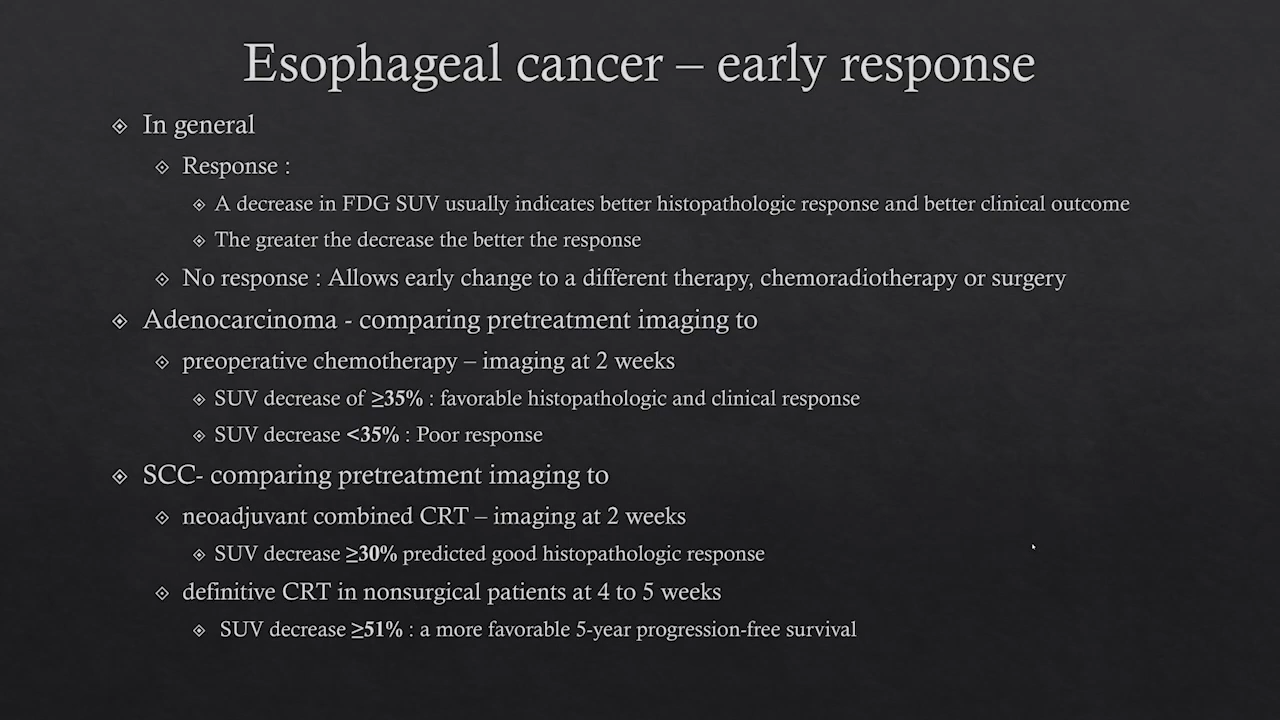 Esophageal cancer – early response
In general
Response :
A decrease in FDG SUV usually indicates better histopathologic response and better clinical outcome
The greater the decrease the better the response
No response : Allows early change to a different therapy, chemoradiotherapy or surgery
Adenocarcinoma - comparing pretreatment imaging to
preoperative chemotherapy – imaging at 2 weeks
SUV decrease of ≥35% : favorable histopathologic and clinical response
SUV decrease <35% : Poor response
SCC- comparing pretreatment imaging to
neoadjuvant combined CRT – imaging at 2 weeks
SUV decrease ≥30% predicted good histopathologic response
definitive CRT in nonsurgical patients at 4 to 5 weeks
SUV decrease ≥51% : a more favorable 5-year progression-free survival